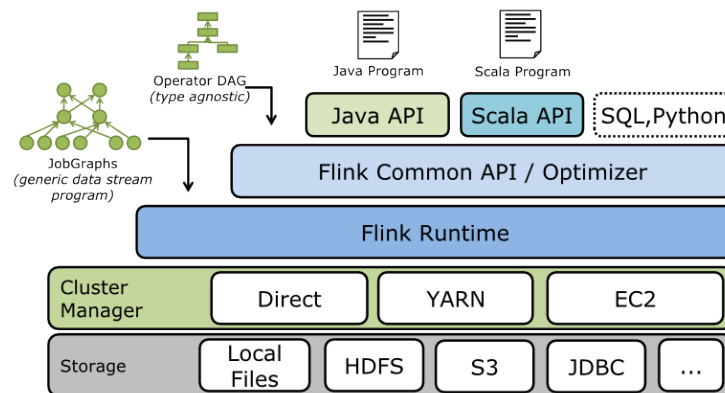 Operator DAG
(type agnostic)
Java Program
Scala Program
JobGraphs
(generic data stream
program)
Java API
Scala API
SQL,Python
Flink Common API / Optimizer
Flink Runtime
Cluster
Manager
Direct
YARN
EC2
Storage
Local
Files
HDFS
S3
JDBC
...